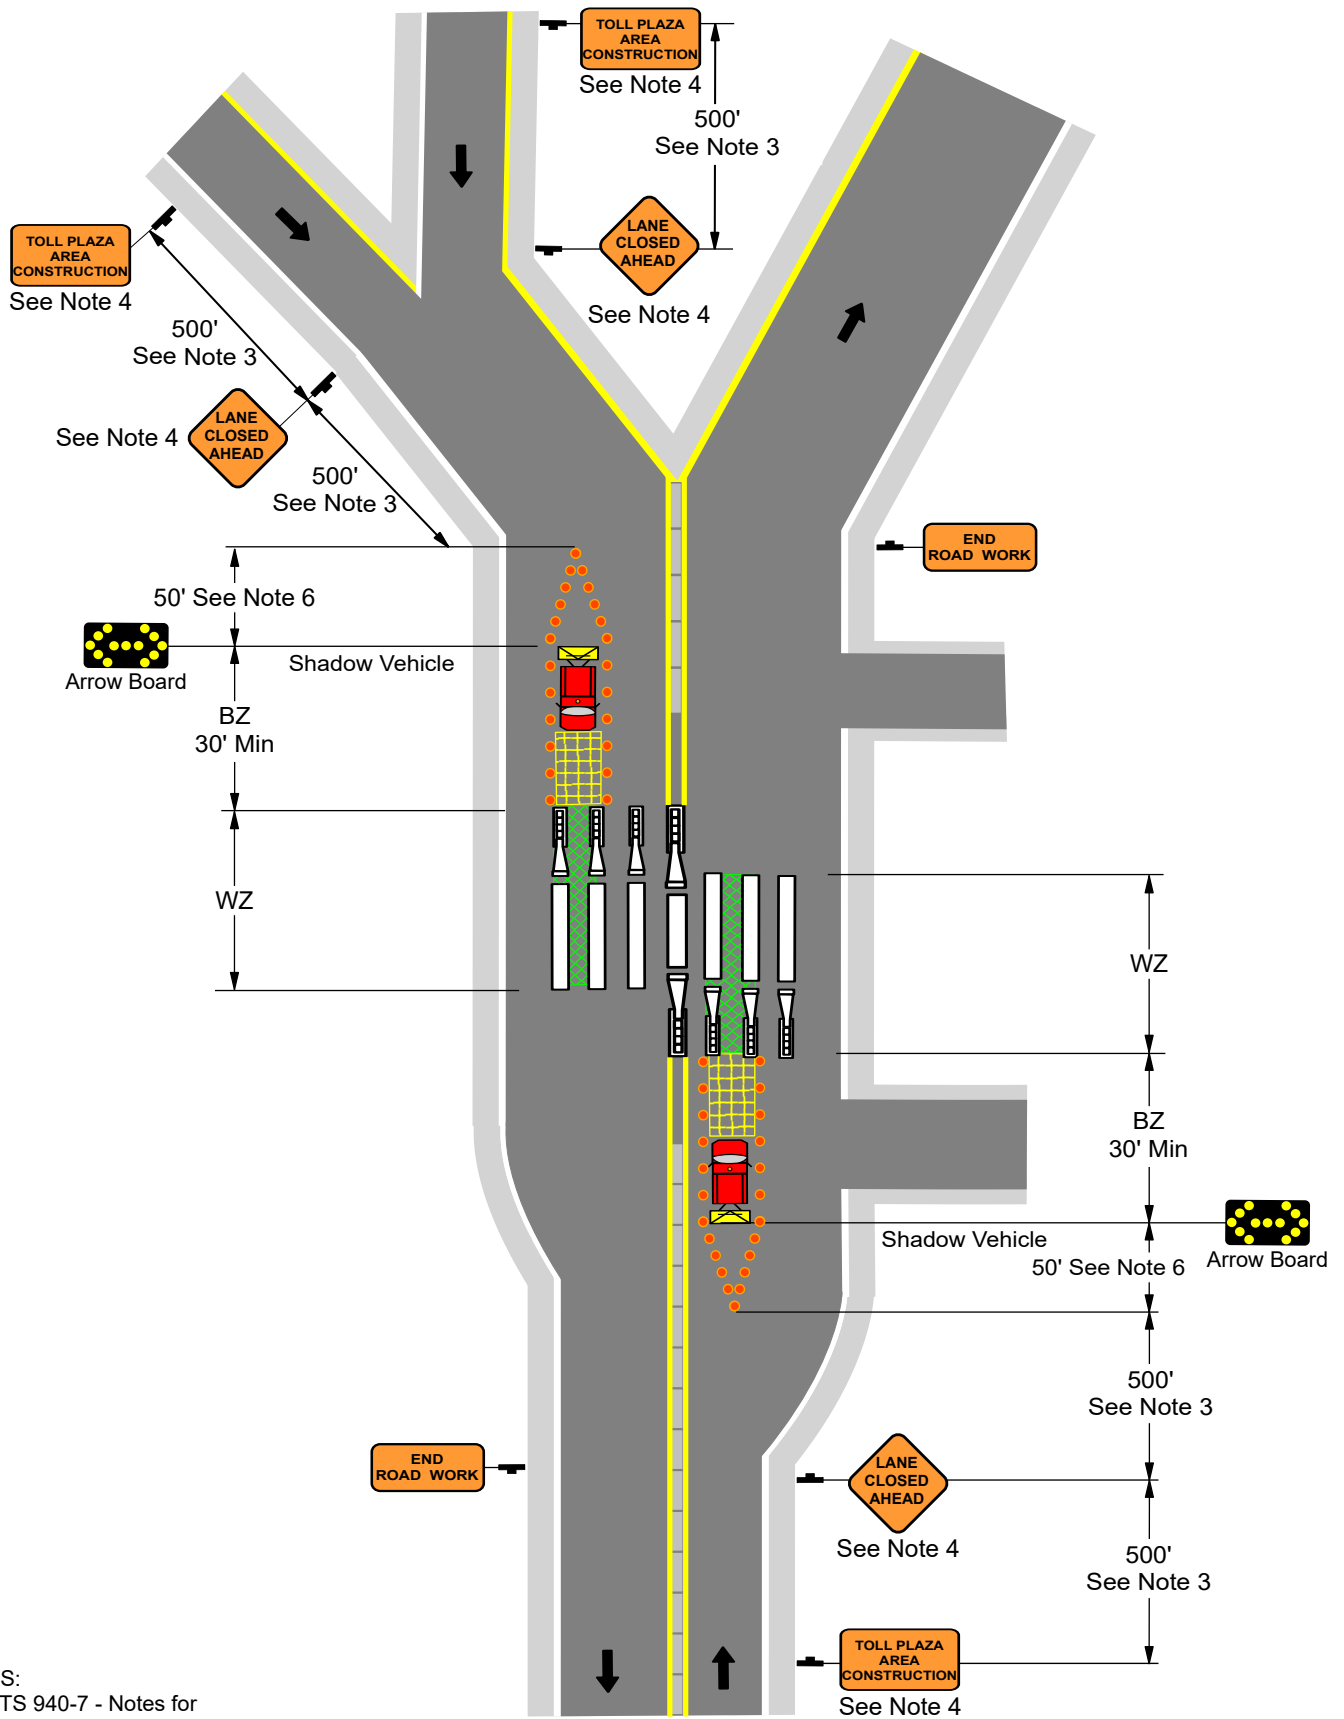 TOLL PLAZA
AREA
CONSTRUCTION
See Note 4
500'
See Note 3
LANE
CLOSED
AHEAD
See Note 4
TOLL PLAZA
AREA
CONSTRUCTION
See Note 4
500'
See Note 3
LANE
CLOSED
AHEAD
See Note 4
500'
See Note 3
END
ROAD WORK
50' See Note 6
Arrow Board
Shadow Vehicle
BZ
30' Min
WZ
WZ
BZ
30' Min
Shadow Vehicle
Arrow Board
50' See Note 6
500'
See Note 3
END
ROAD WORK
LANE
CLOSED
AHEAD
See Note 4
500'
See Note 3
TOLL PLAZA
AREA
CONSTRUCTION
See Note 4
S:
TS 940-7 - Notes for